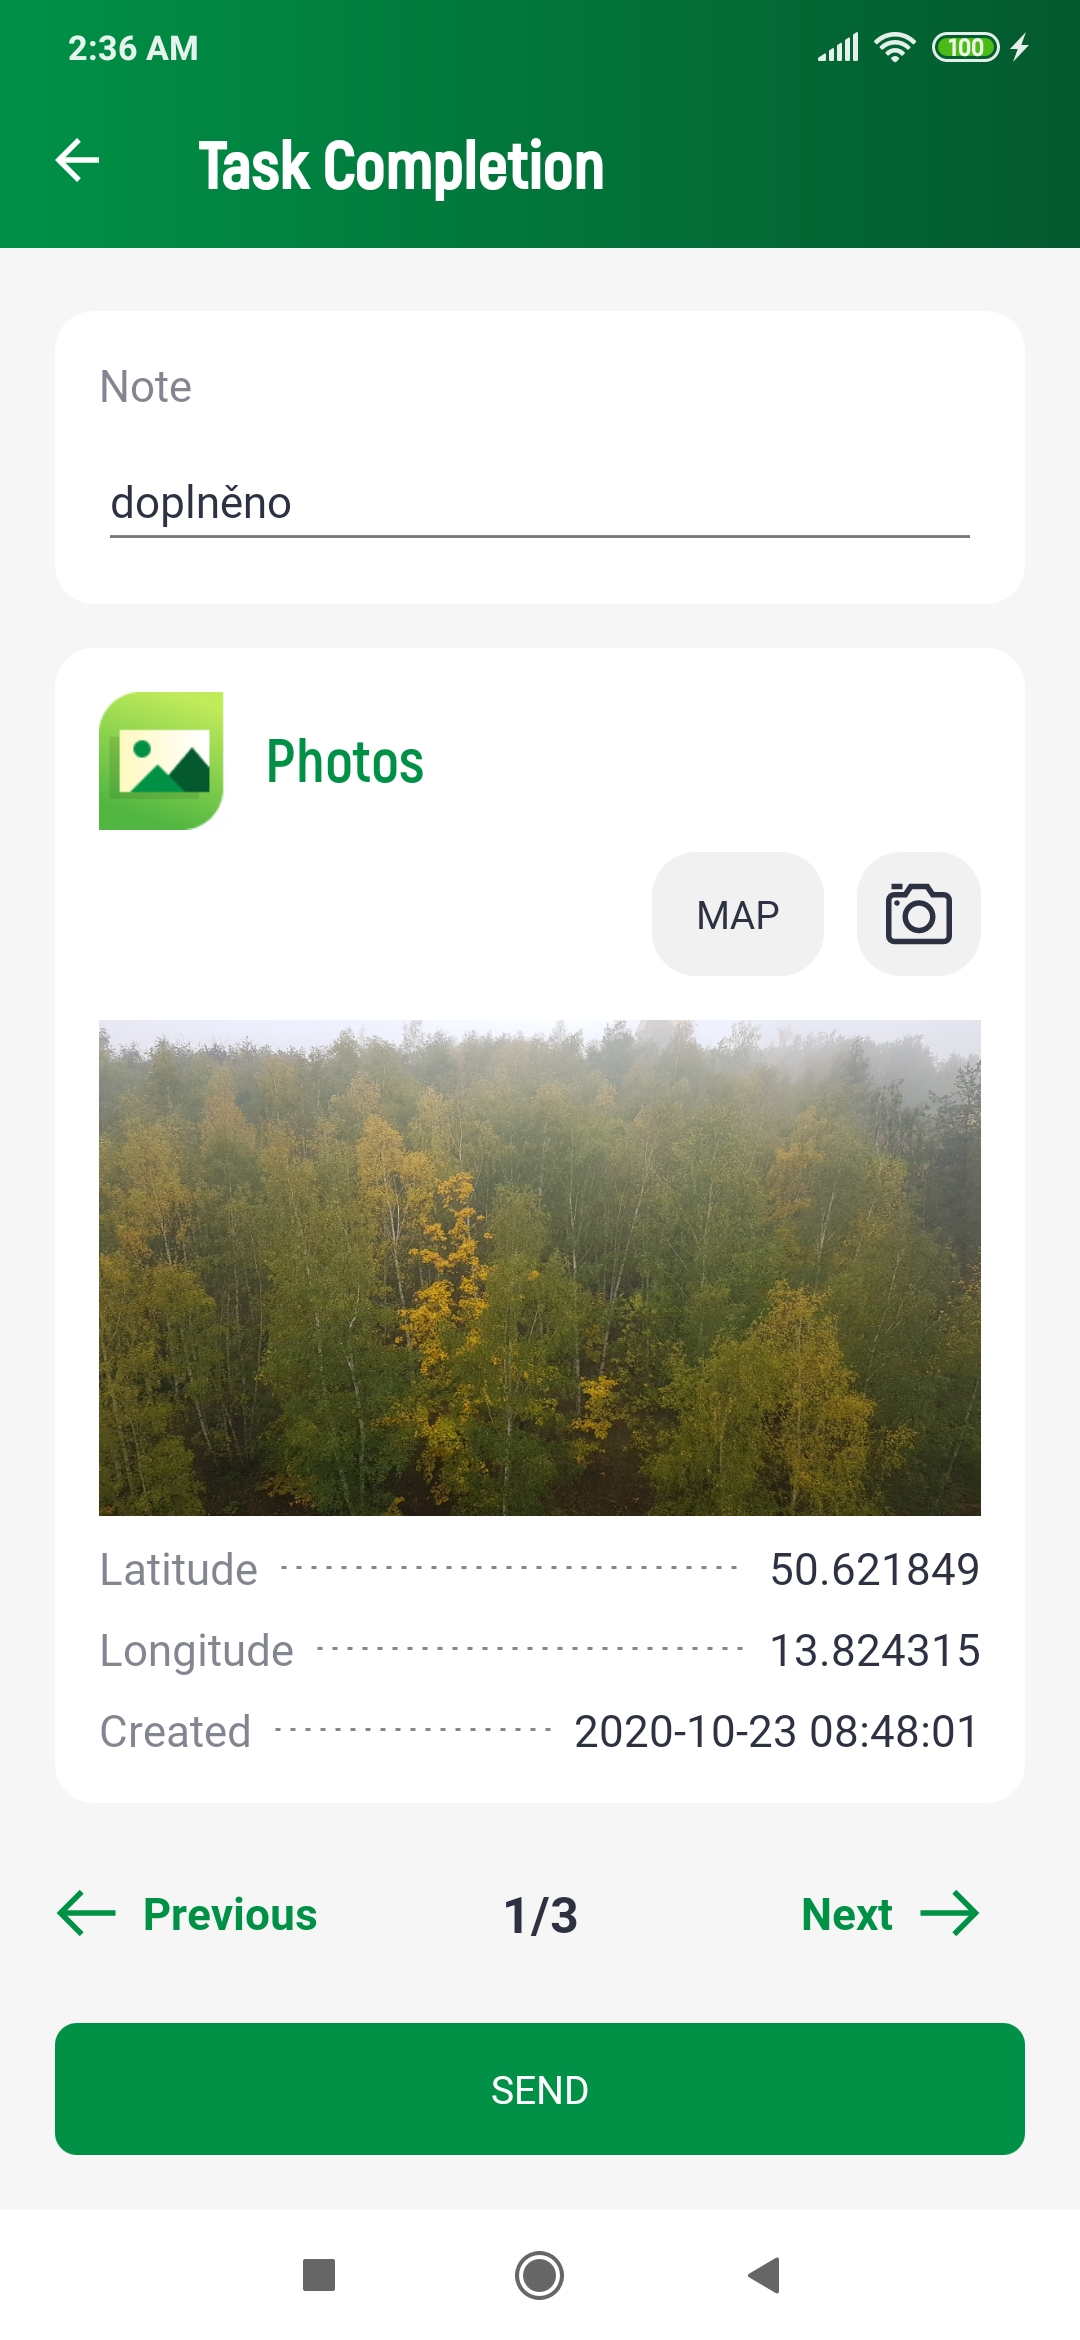 2:36 AM
100
Task Completion
Note
doplněno
Photos
MAP
Latitude 50.621849
Longitude 13.824315
Created 2020-10-23 08:48:01
Previous 1/3 Next
SEND